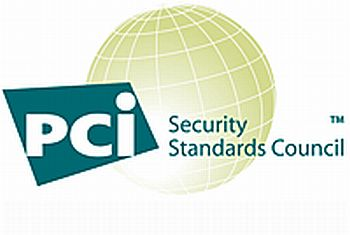 PCi
Security ™
Standards Council